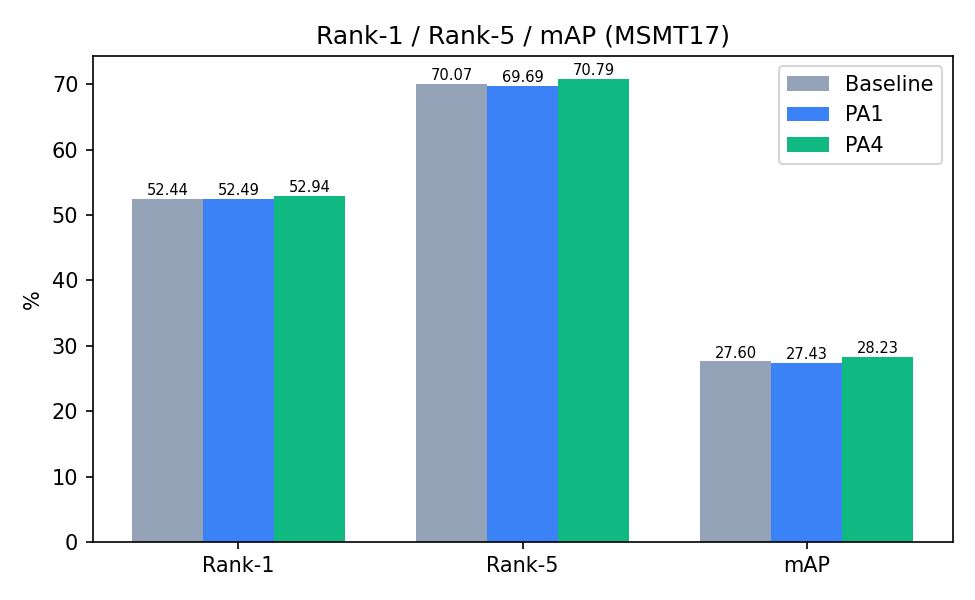 Rank-1 / Rank-5 / mAP (MSMT17)
%
70
60
50
40
30
20
10
0
52.44 52.49 52.94
70.07 69.69 70.79
27.60 27.43 28.23
Baseline
PA1
PA4
Rank-1 Rank-5 mAP